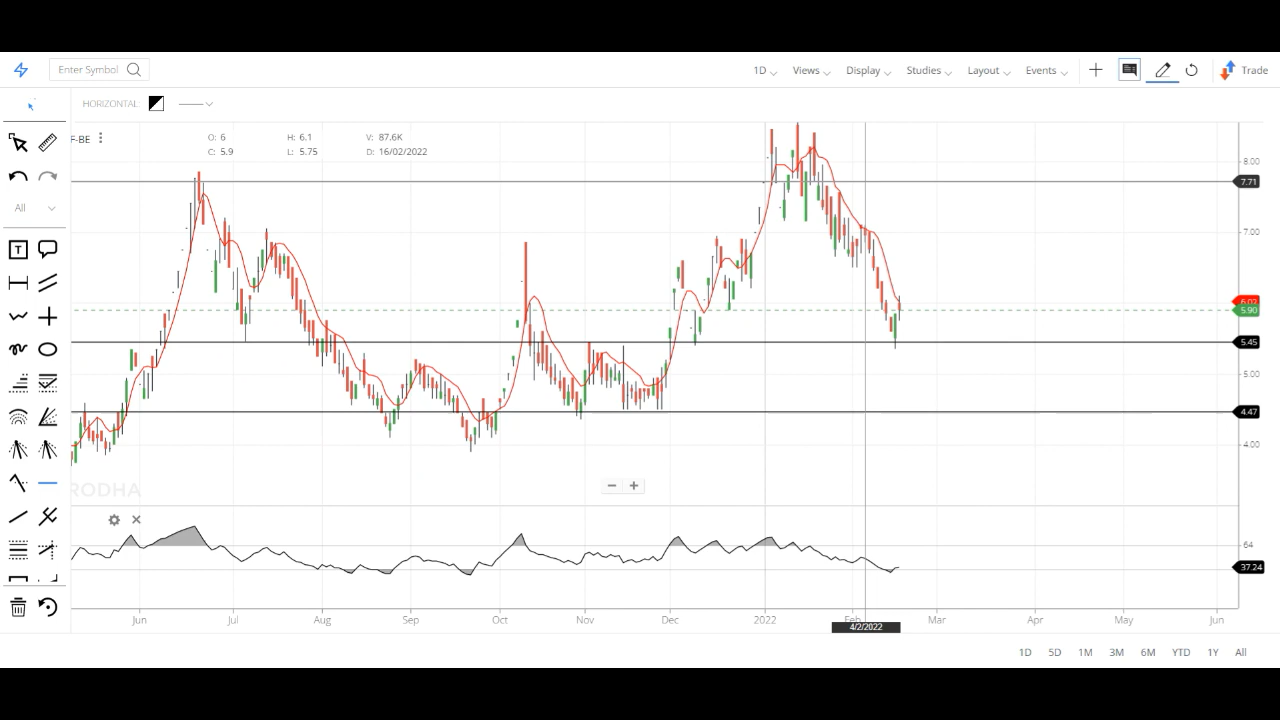 Enter Symbol
1D Views Display Studies Layout Events Trade
HORIZONTAL
F-BE O: 6 H: 6.1 V: 87.6K
C: 5.9 L: 5.75 D: 16/02/2022
All
T
8.00
7.71
7.00
5.90
5.45
5.00
4.47
4.00
RODHA
64
37.24
Jun Jul Aug Sep Oct Nov Dec 2022 Feb Mar Apr May Jun
4/2/2022
1D 5D 1M 3M 6M YTD 1Y All